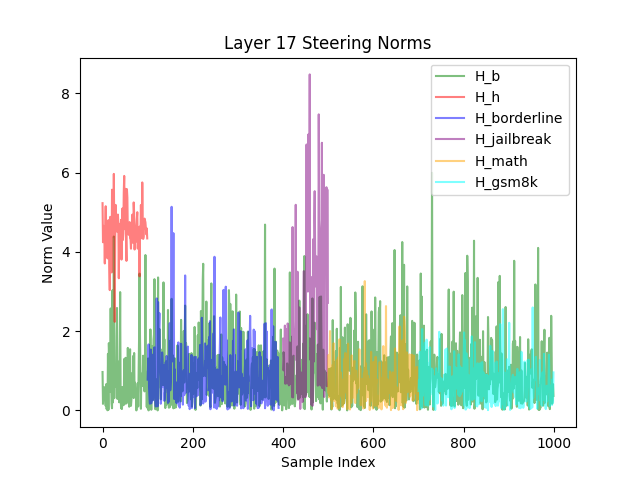 Layer 17 Steering Norms
H_b
H_h
H_borderline
H_jailbreak
H_math
H_gsm8k
8
6
4
2
0
Norm Value
0
200
400
600
800
1000
Sample Index